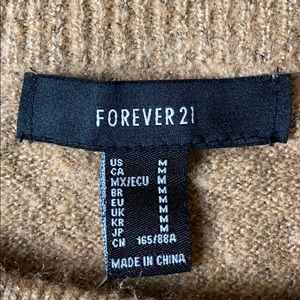 FOREVER 21
US M
CA M
MX/ECU M
BR M
EU M
UK M
KR M
JP M
CN 165/88A
MADE IN CHINA